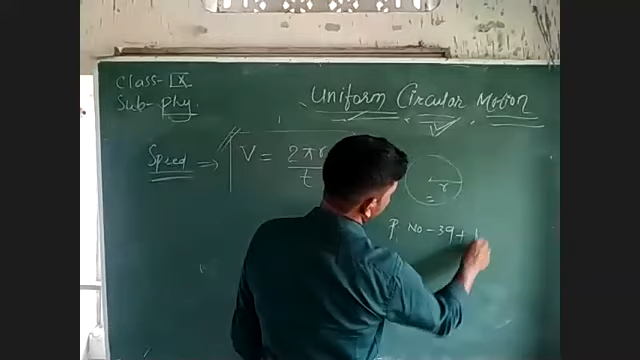 Class- IX
Sub- Phy.
Uniform Circular Motion
Speed ⇒ V = 2πr / t
r
P. No - 39 +